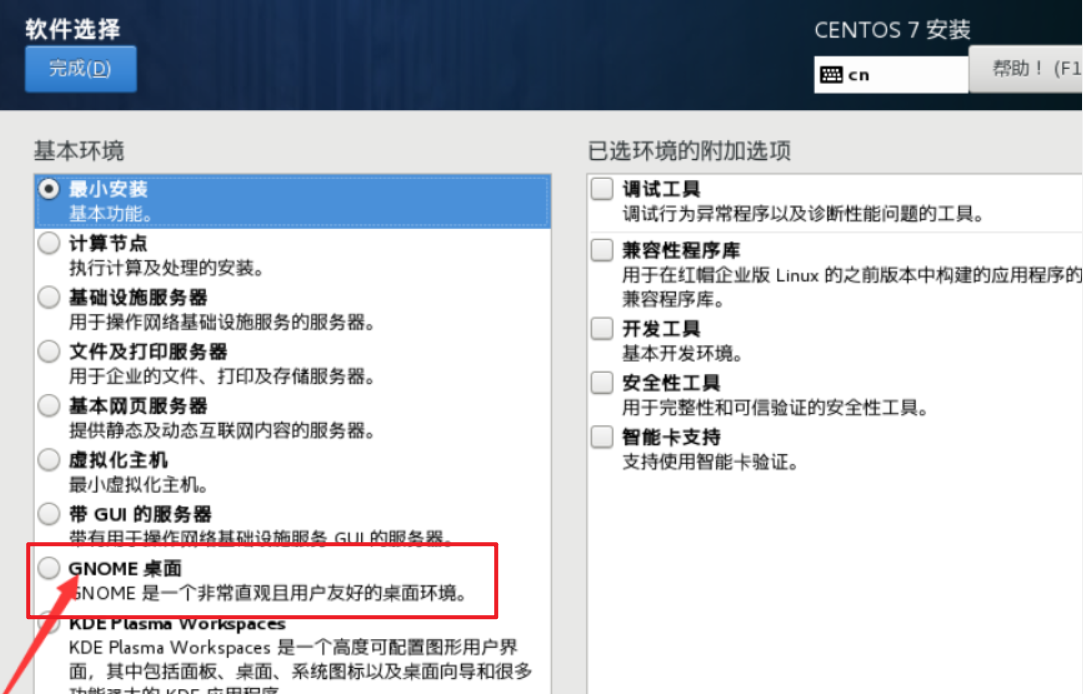 软件选择
CENTOS 7 安装
完成(D)
cn
帮助！(F1
基本环境
已选环境的附加选项
最小安装
基本功能。
计算节点
执行计算及处理的安装。
基础设施服务器
用于操作网络基础设施服务的服务器。
文件及打印服务器
用于企业的文件、打印及存储服务器。
基本网页服务器
提供静态及动态互联网内容的服务器。
虚拟化主机
最小虚拟化主机。
带 GUI 的服务器
带有用于操作网络基础设施服务 GUI 的服务器。
GNOME 桌面
GNOME 是一个非常直观且用户友好的桌面环境。
KDE Plasma Workspaces
KDE Plasma Workspaces 是一个高度可配置图形用户界
面，其中包括面板、桌面、系统图标以及桌面向导和很多
功能强大的 KDE 应用程序。
调试工具
调试行为异常程序以及诊断性能问题的工具。
兼容性程序库
用于在红帽企业版 Linux 的之前版本中构建的应用程序的
兼容程序库。
开发工具
基本开发环境。
安全性工具
用于完整性和可信验证的安全性工具。
智能卡支持
支持使用智能卡验证。